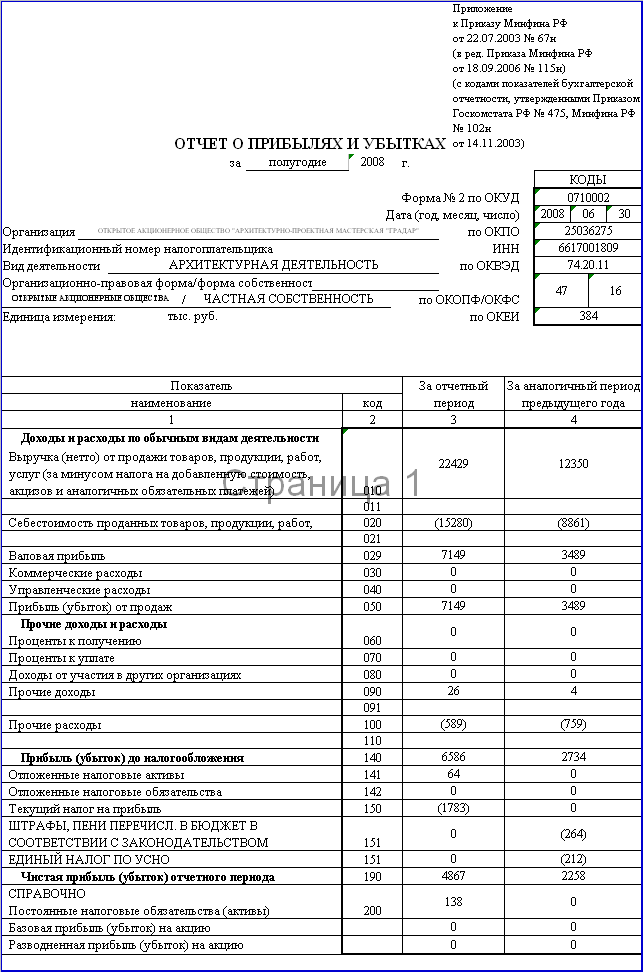 Приложение
к Приказу Минфина РФ
от 22.07.2003 № 67н
(в ред. Приказа Минфина РФ
от 18.09.2006 № 115н)
(с кодами показателей бухгалтерской
отчетности, утвержденными Приказом
Госкомстата РФ № 475, Минфина РФ
№ 102н
от 14.11.2003)
ОТЧЕТ О ПРИБЫЛЯХ И УБЫТКАХ
за полугодие 2008 г.
КОДЫ
Форма № 2 по ОКУД 0710002
Дата (год, месяц, число) 2008 06 30
Организация ОТКРЫТОЕ АКЦИОНЕРНОЕ ОБЩЕСТВО "АРХИТЕКТУРНО-ПРОЕКТНАЯ МАСТЕРСКАЯ "ГРАДАР" по ОКПО 25036275
Идентификационный номер налогоплательщика ИНН 6617001809
Вид деятельности АРХИТЕКТУРНАЯ ДЕЯТЕЛЬНОСТЬ по ОКВЭД 74.20.11
Организационно-правовая форма/форма собственност
ОТКРЫТЫЕ АКЦИОНЕРНЫЕ ОБЩЕСТВА / ЧАСТНАЯ СОБСТВЕННОСТЬ по ОКОПФ/ОКФС 47 16
Единица измерения: тыс. руб. по ОКЕИ 384
Показатель За отчетный За аналогичный период
наименование код период предыдущего года
1 2 3 4
Доходы и расходы по обычным видам деятельности
Выручка (нетто) от продажи товаров, продукции, работ, 22429 12350
услуг (за минусом налога на добавленную стоимость,
акцизов и аналогичных обязательных платежей) 010
Страница 1
011
Себестоимость проданных товаров, продукции, работ, 020 (15280) (8861)
021
Валовая прибыль 029 7149 3489
Коммерческие расходы 030 0 0
Управленческие расходы 040 0 0
Прибыль (убыток) от продаж 050 7149 3489
Прочие доходы и расходы
Проценты к получению 060 0 0
Проценты к уплате 070 0 0
Доходы от участия в других организациях 080 0 0
Прочие доходы 090 26 4
091
Прочие расходы 100 (589) (759)
110
Прибыль (убыток) до налогообложения 140 6586 2734
Отложенные налоговые активы 141 64 0
Отложенные налоговые обязательства 142 0 0
Текущий налог на прибыль 150 (1783) 0
ШТРАФЫ, ПЕНИ ПЕРЕЧИСЛ. В БЮДЖЕТ В
СООТВЕТСТВИИ С ЗАКОНОДАТЕЛЬСТВОМ 151 0 (264)
ЕДИНЫЙ НАЛОГ ПО УСНО 151 0 (212)
Чистая прибыль (убыток) отчетного периода 190 4867 2258
СПРАВОЧНО
Постоянные налоговые обязательства (активы) 200 138 0
Базовая прибыль (убыток) на акцию 0 0
Разводненная прибыль (убыток) на акцию 0 0